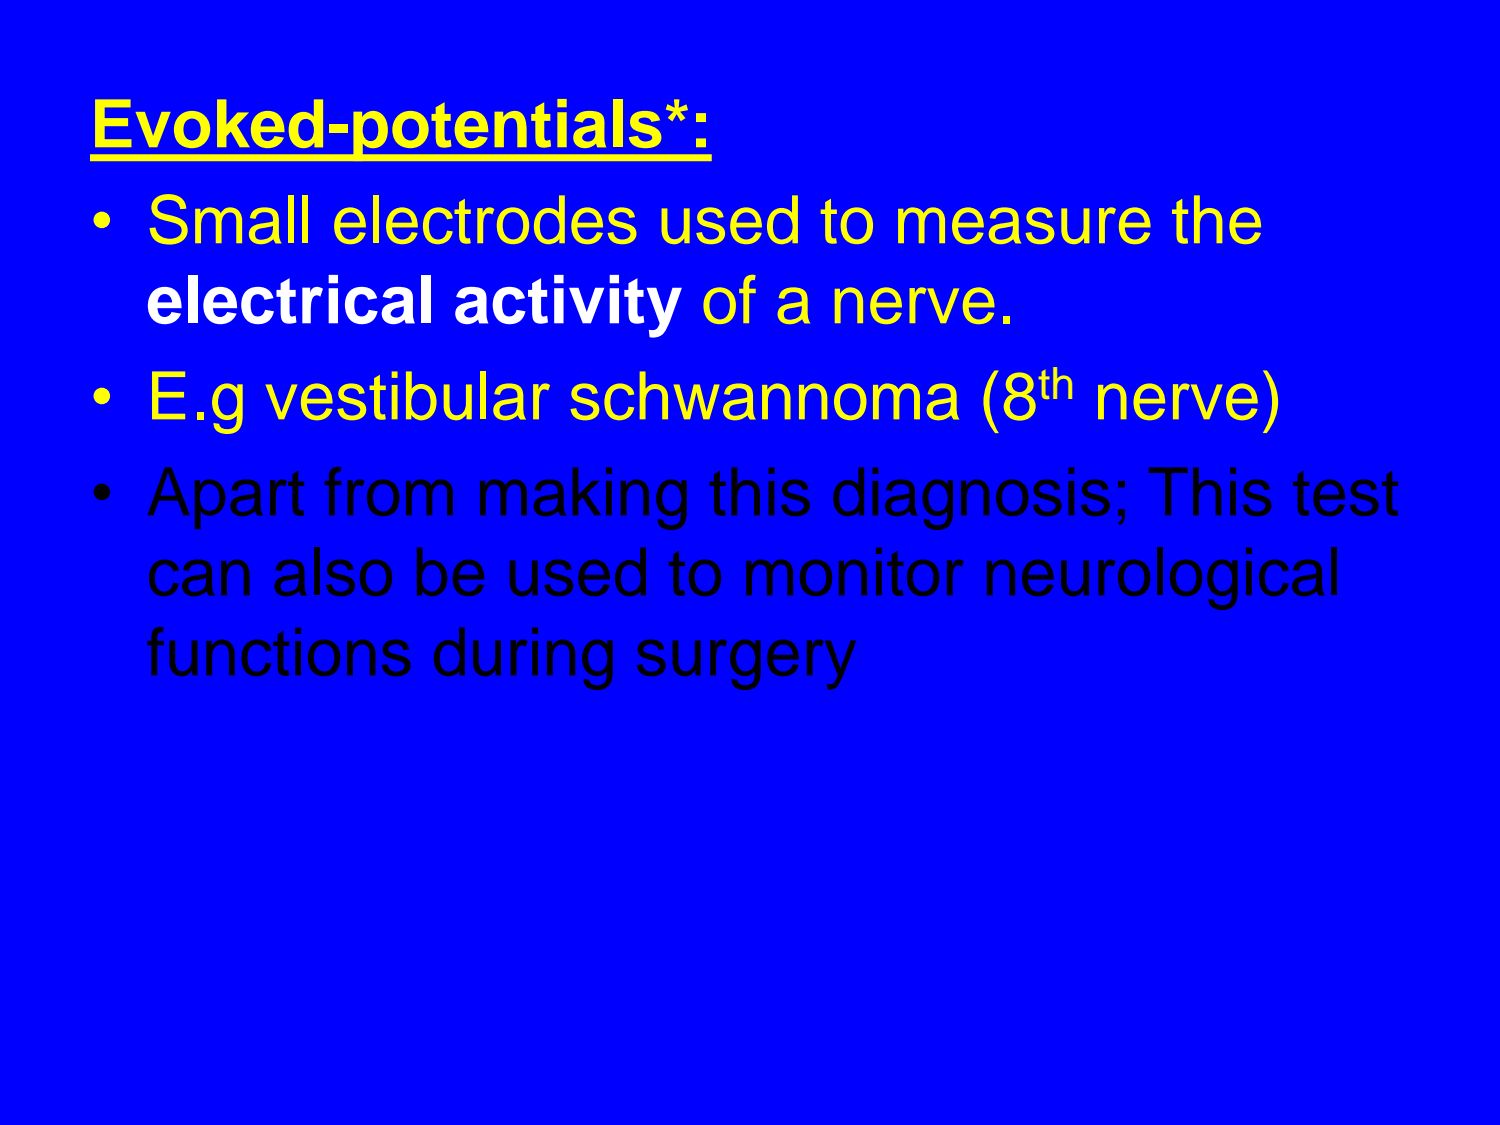 Evoked-potentials*:
• Small electrodes used to measure the
electrical activity of a nerve.
• E.g vestibular schwannoma (8th nerve)
• Apart from making this diagnosis; This test
can also be used to monitor neurological
functions during surgery